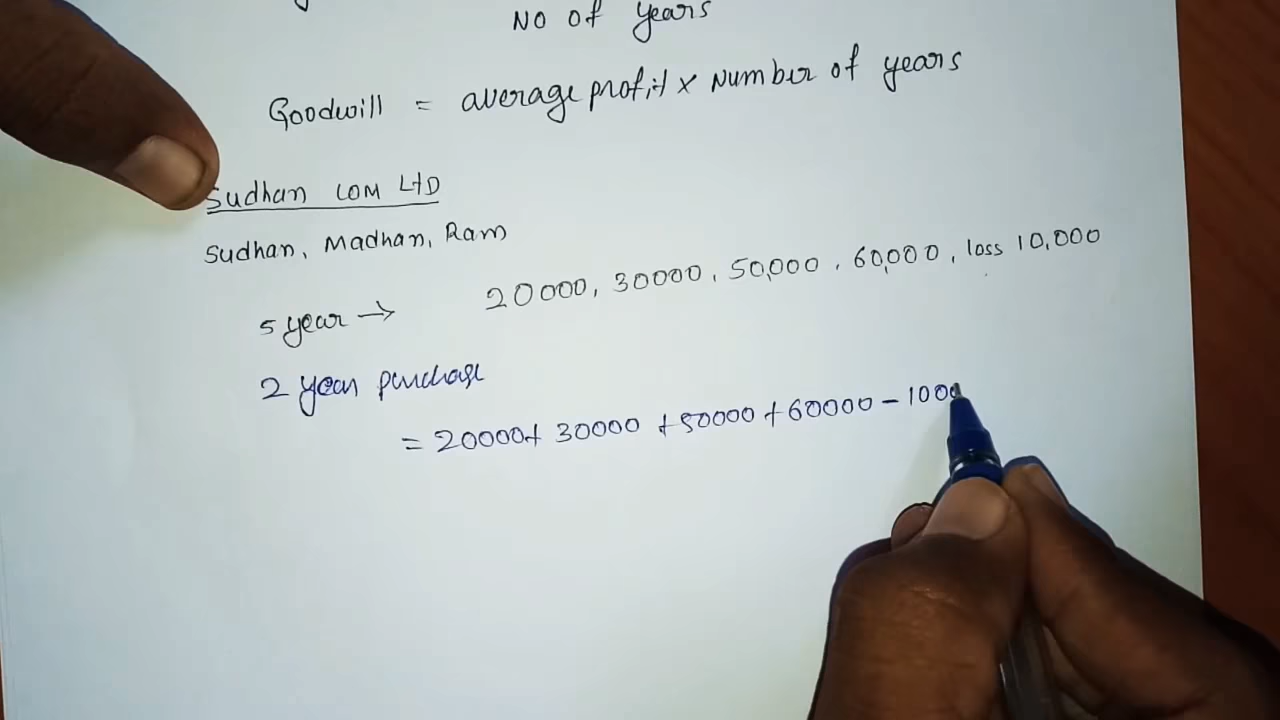 No of years
Goodwill = average profit × Number of years
Sudhan COM LTD
Sudhan, Madhan, Ram
5 year → 20000, 30000, 50,000, 60,000, loss 10,000
2 year purchase
= 20000+ 30000 +50000+60000-1000